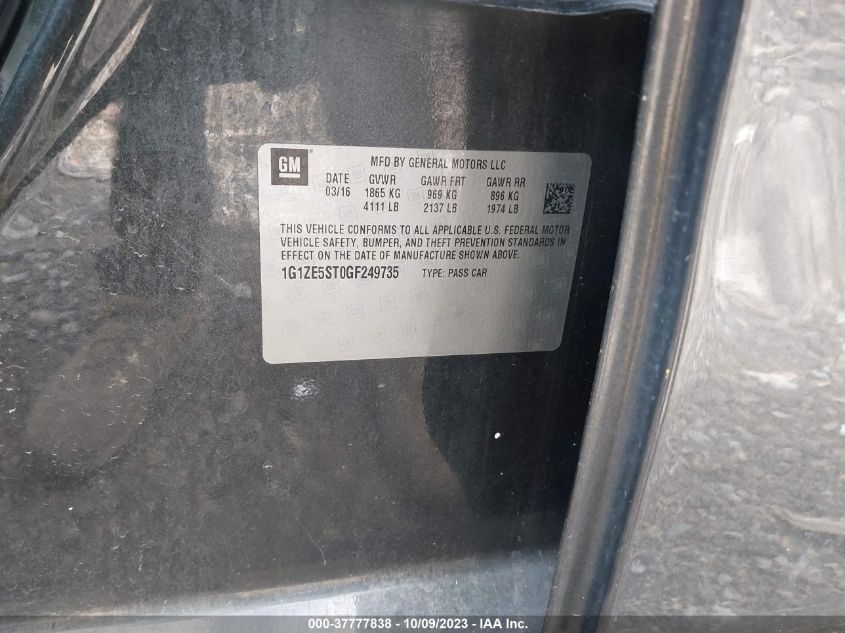 GM
MFD BY GENERAL MOTORS LLC
DATE GVWR GAWR FRT GAWR RR
03/16 1865 KG 969 KG 896 KG
4111 LB 2137 LB 1974 LB
THIS VEHICLE CONFORMS TO ALL APPLICABLE U.S. FEDERAL MOTOR
VEHICLE SAFETY, BUMPER, AND THEFT PREVENTION STANDARDS IN
EFFECT ON THE DATE OF MANUFACTURE SHOWN ABOVE.
1G1ZE5ST0GF249735 TYPE: PASS CAR
000-37777838 - 10/09/2023 - IAA Inc.